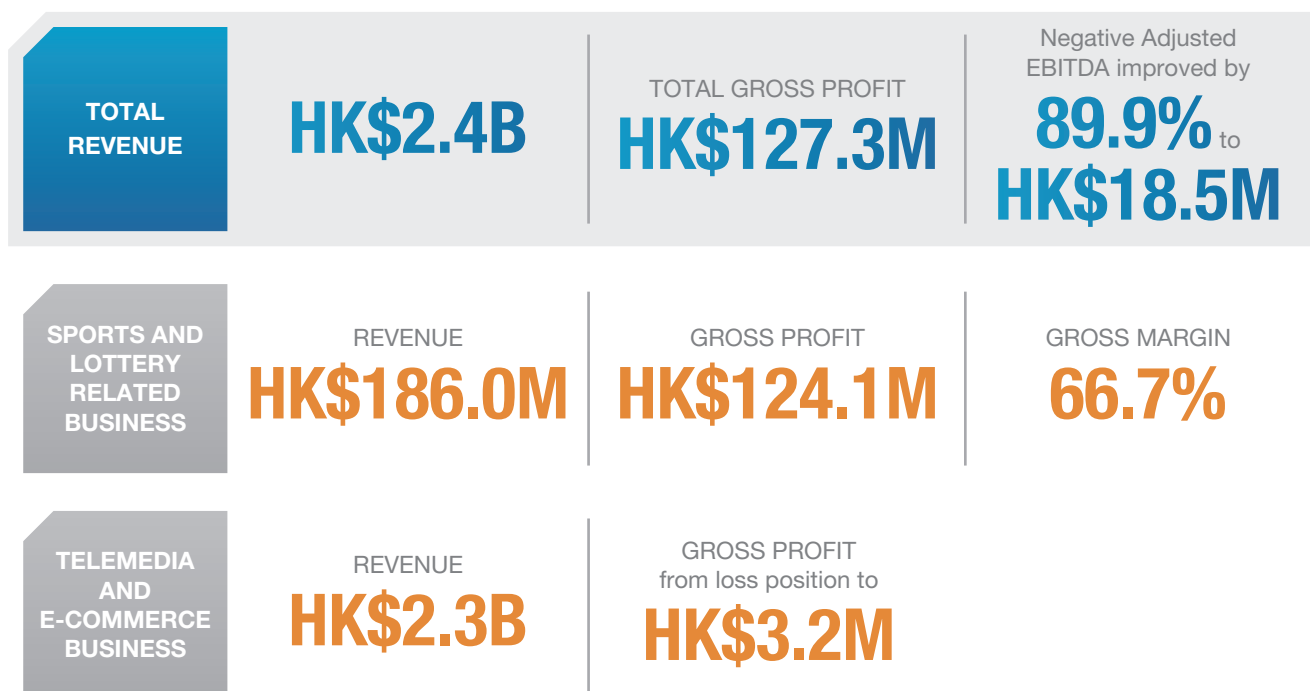 TOTAL
REVENUE
HK$2.4B
TOTAL GROSS PROFIT
HK$127.3M
Negative Adjusted
EBITDA improved by
89.9% to
HK$18.5M
SPORTS AND
LOTTERY
RELATED
BUSINESS
REVENUE
HK$186.0M
GROSS PROFIT
HK$124.1M
GROSS MARGIN
66.7%
TELEMEDIA
AND
E-COMMERCE
BUSINESS
REVENUE
HK$2.3B
GROSS PROFIT
from loss position to
HK$3.2M